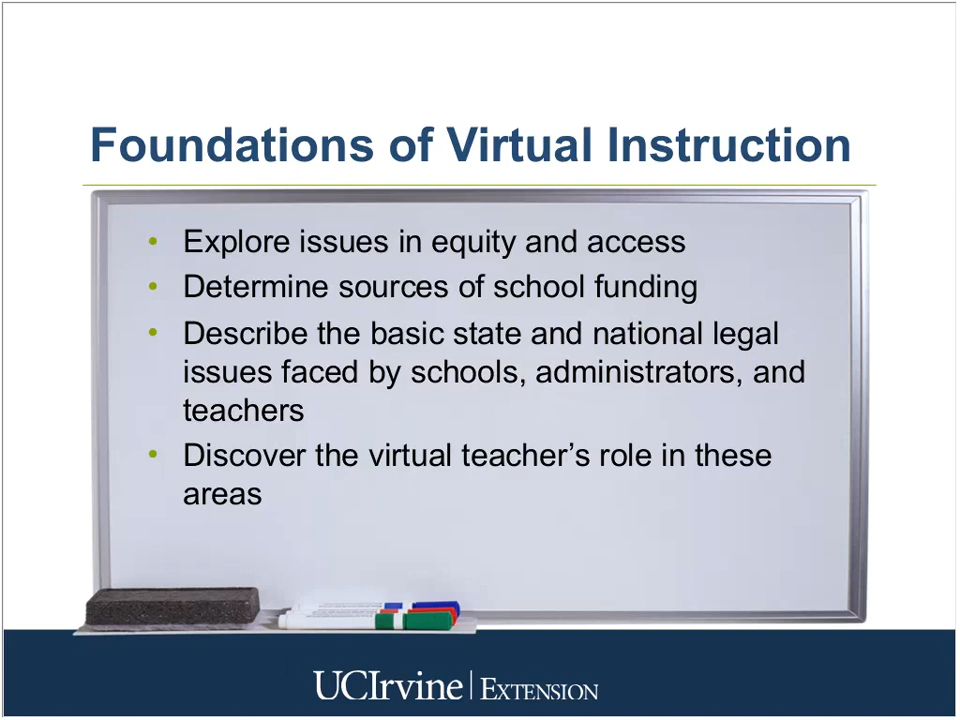 Foundations of Virtual Instruction
• Explore issues in equity and access
• Determine sources of school funding
• Describe the basic state and national legal
issues faced by schools, administrators, and
teachers
• Discover the virtual teacher’s role in these
areas
UCIrvine | EXTENSION